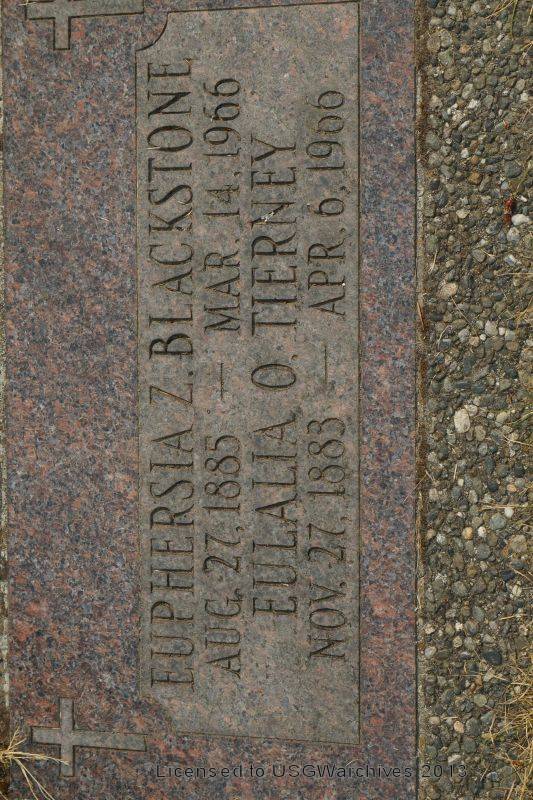 EUPHERSIA Z. BLACKSTONE
AUG. 27, 1885 — MAR. 14, 1966
EULALIA O. TIERNEY
NOV. 27, 1883 — APR. 6, 1966
Licensed to USGWarchives 2013